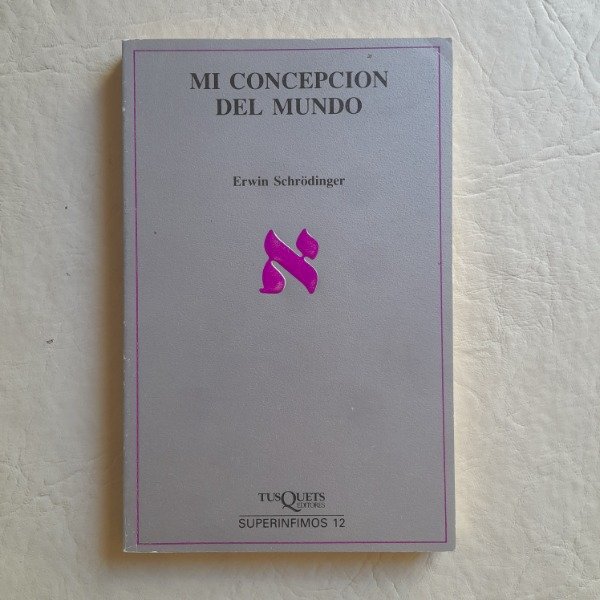 MI CONCEPCION
DEL MUNDO
Erwin Schrödinger
א
TUSQUETS
EDITORES
SUPERINFIMOS 12